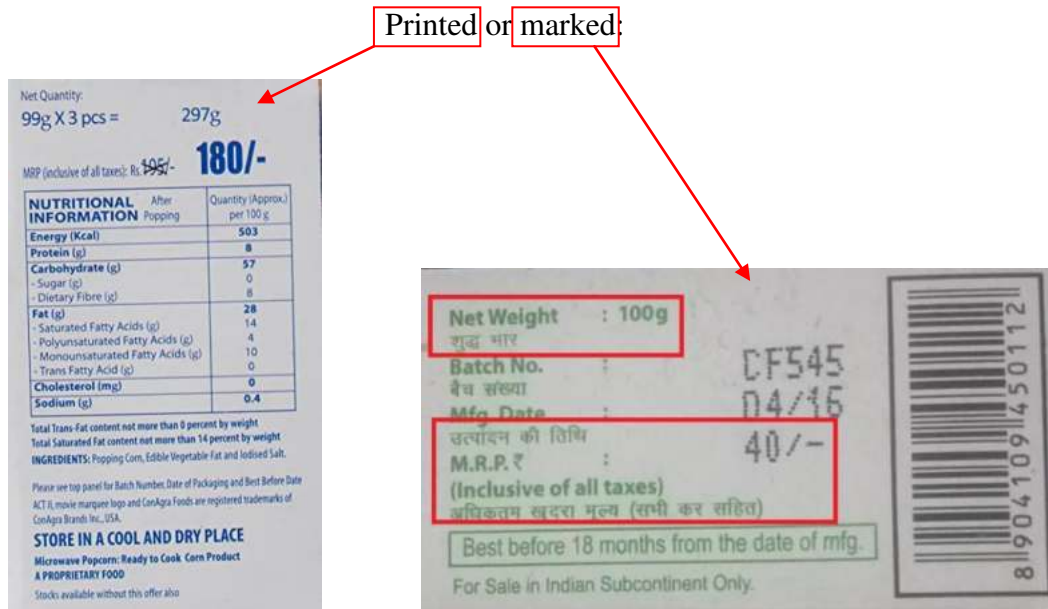 Printed or marked:
Net Quantity:
99g X 3 pcs = 297g
MRP (inclusive of all taxes): Rs. 195/- 180/-
NUTRITIONAL INFORMATION After Popping Quantity (Approx.) per 100 g
Energy (Kcal) 503
Protein (g) 8
Carbohydrate (g) 57
- Sugar (g) 0
- Dietary Fibre (g) 8
Fat (g) 28
- Saturated Fatty Acids (g) 14
- Polyunsaturated Fatty Acids (g) 4
- Monounsaturated Fatty Acids (g) 10
- Trans Fatty Acid (g) 0
Cholesterol (mg) 0
Sodium (g) 0.4
Total Trans-Fat content not more than 0 percent by weight
Total Saturated Fat content not more than 14 percent by weight
INGREDIENTS: Popping Corn, Edible Vegetable Fat and Iodised Salt.
Please see top panel for Batch Number, Date of Packaging and Best Before Date
ACT II, movie marquee logo and ConAgra Foods are registered trademarks of
ConAgra Brands Inc., USA.
STORE IN A COOL AND DRY PLACE
Microwave Popcorn: Ready to Cook Corn Product
A PROPRIETARY FOOD
Stocks available without this offer also
Net Weight : 100g
शुद्ध भार
Batch No. : CF545
बैच संख्या
Mfg. Date : 04/16
उत्पादन की तिथि
M.R.P. ₹ : 40/-
(Inclusive of all taxes)
अधिकतम खुदरा मूल्य (सभी कर सहित)
Best before 18 months from the date of mfg.
For Sale in Indian Subcontinent Only.
8 904109 450112